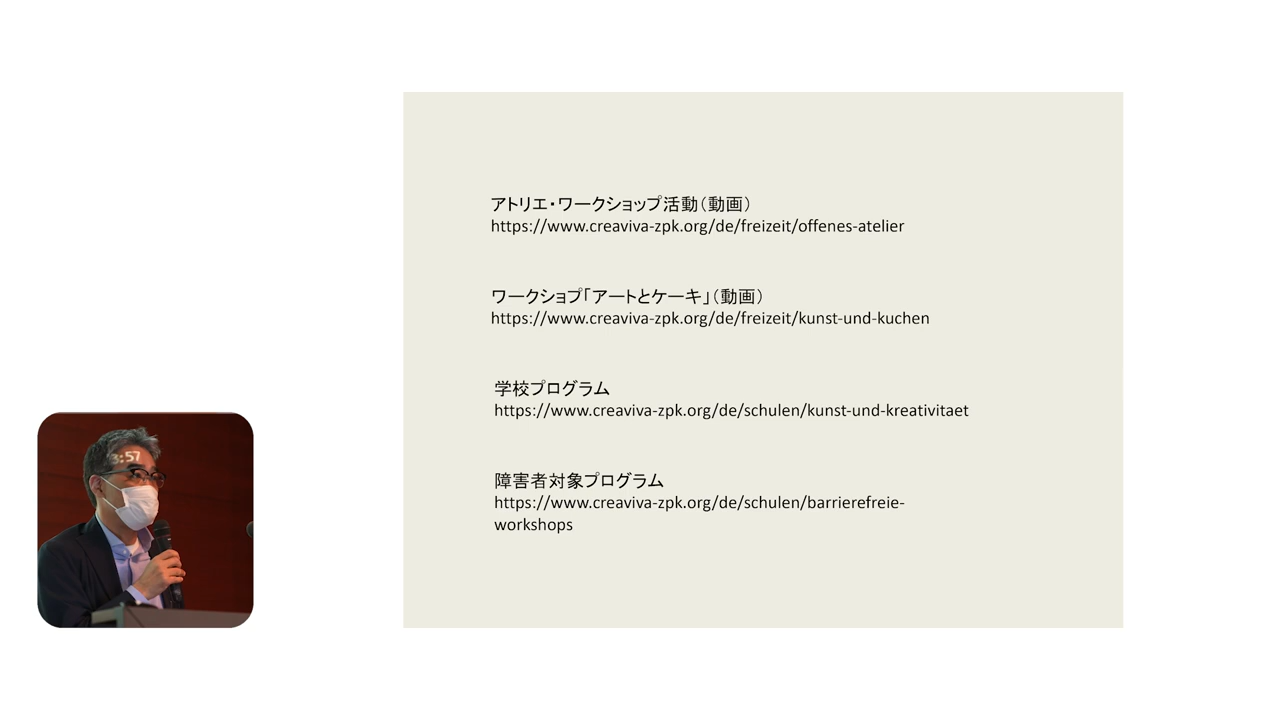 アトリエ・ワークショップ活動(動画)
https://www.creaviva-zpk.org/de/freizeit/offenes-atelier
ワークショプ「アートとケーキ」(動画)
https://www.creaviva-zpk.org/de/freizeit/kunst-und-kuchen
学校プログラム
https://www.creaviva-zpk.org/de/schulen/kunst-und-kreativitaet
障害者対象プログラム
https://www.creaviva-zpk.org/de/schulen/barrierefreie-
workshops
3:57